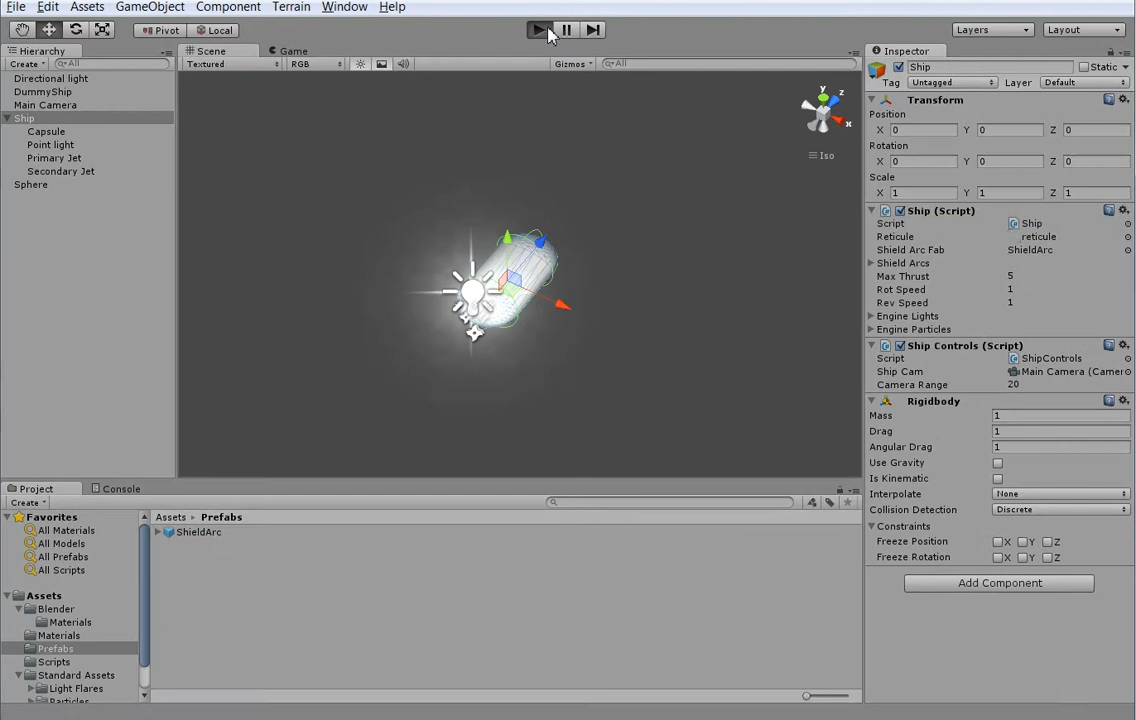 File Edit Assets GameObject Component Terrain Window Help
Pivot Local Layers Layout
Hierarchy
Create All
Directional light
DummyShip
Main Camera
Ship
Capsule
Point light
Primary Jet
Secondary Jet
Sphere
Scene Game
Textured RGB Gizmos All
y
z
x
Iso
Inspector
Ship Static
Tag Untagged Layer Default
Transform
Position
X 0 Y 0 Z 0
Rotation
X 0 Y 0 Z 0
Scale
X 1 Y 1 Z 1
Ship (Script)
Script Ship
Reticule _reticule
Shield Arc Fab ShieldArc
Shield Arcs
Max Thrust 5
Rot Speed 1
Rev Speed 1
Engine Lights
Engine Particles
Ship Controls (Script)
Script ShipControls
Ship Cam Main Camera (Camer
Camera Range 20
Rigidbody
Mass 1
Drag 1
Angular Drag 1
Use Gravity
Is Kinematic
Interpolate None
Collision Detection Discrete
Constraints
Freeze Position X Y Z
Freeze Rotation X Y Z
Add Component
Project Console
Create
Favorites
All Materials
All Models
All Prefabs
All Scripts
Assets
Blender
Materials
Materials
Prefabs
Scripts
Standard Assets
Light Flares
Particles
Assets Prefabs
ShieldArc